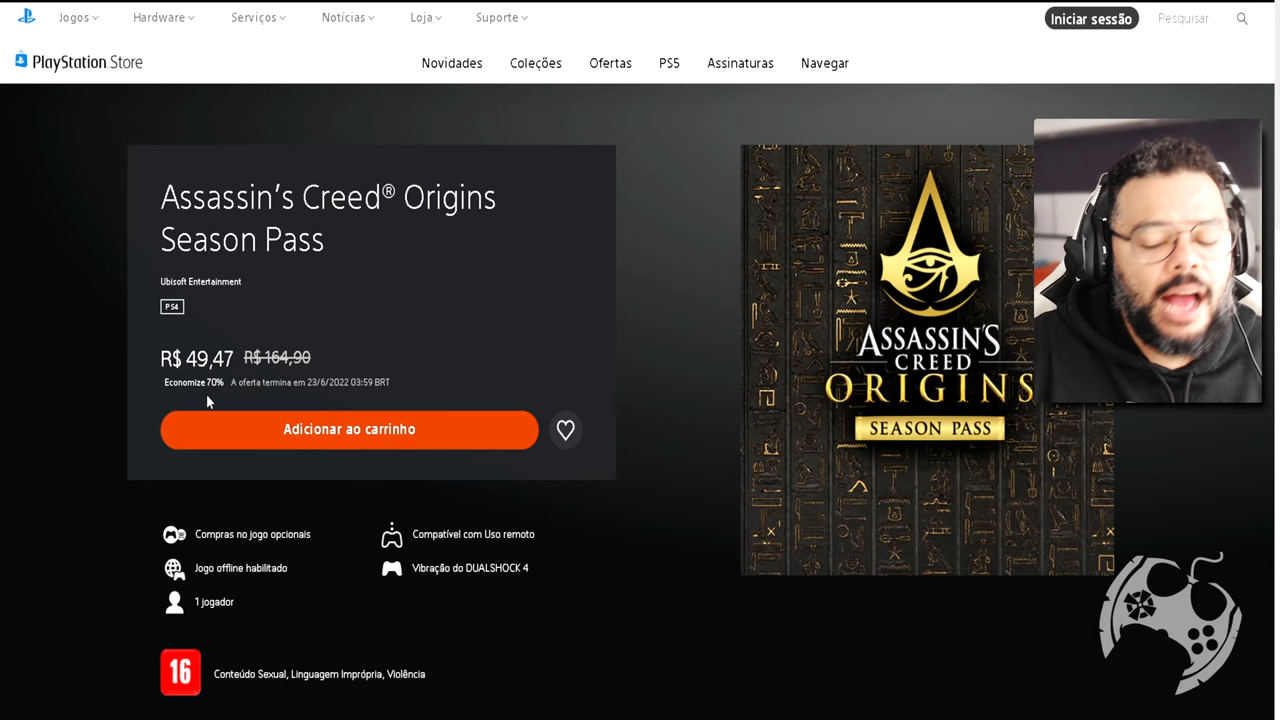 Jogos
Hardware
Serviços
Notícias
Loja
Suporte
Iniciar sessão
Pesquisar
PlayStation.Store
Novidades
Coleções
Ofertas
PS5
Assinaturas
Navegar
Assassin's Creed® Origins
Season Pass
Ubisoft Entertainment
PS4
R$ 49,47 R$ 164,90
Economize 70% A oferta termina em 23/6/2022 03:59 BRT
Adicionar ao carrinho
Compras no jogo opcionais
Compatível com Uso remoto
Jogo offline habilitado
Vibração do DUALSHOCK 4
1 jogador
16
Conteúdo Sexual, Linguagem Imprópria, Violência
ASSASSIN'S
CREED
ORIGINS
SEASON PASS